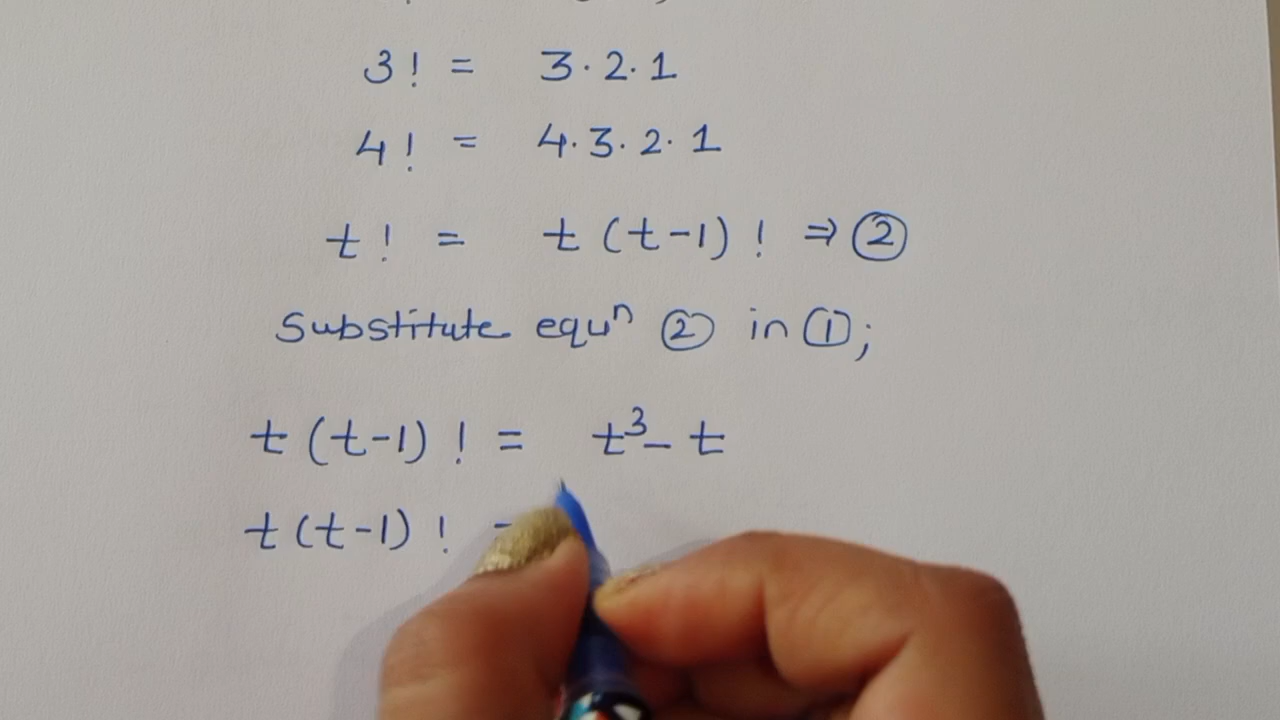 3! = 3·2·1
4! = 4·3·2·1
t! = t(t-1)! ⇒ ②
Substitute equⁿ ② in ①;
t(t-1)! = t³- t
t(t-1)! =